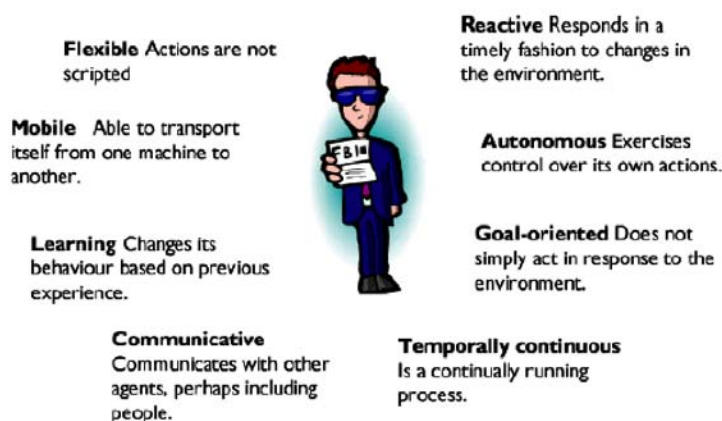 Flexible Actions are not
scripted
Mobile Able to transport
itself from one machine to
another.
Learning Changes its
behaviour based on previous
experience.
Communicative
Communicates with other
agents, perhaps including
people.
FBI
Reactive Responds in a
timely fashion to changes in
the environment.
Autonomous Exercises
control over its own actions.
Goal-oriented Does not
simply act in response to the
environment.
Temporally continuous
Is a continually running
process.